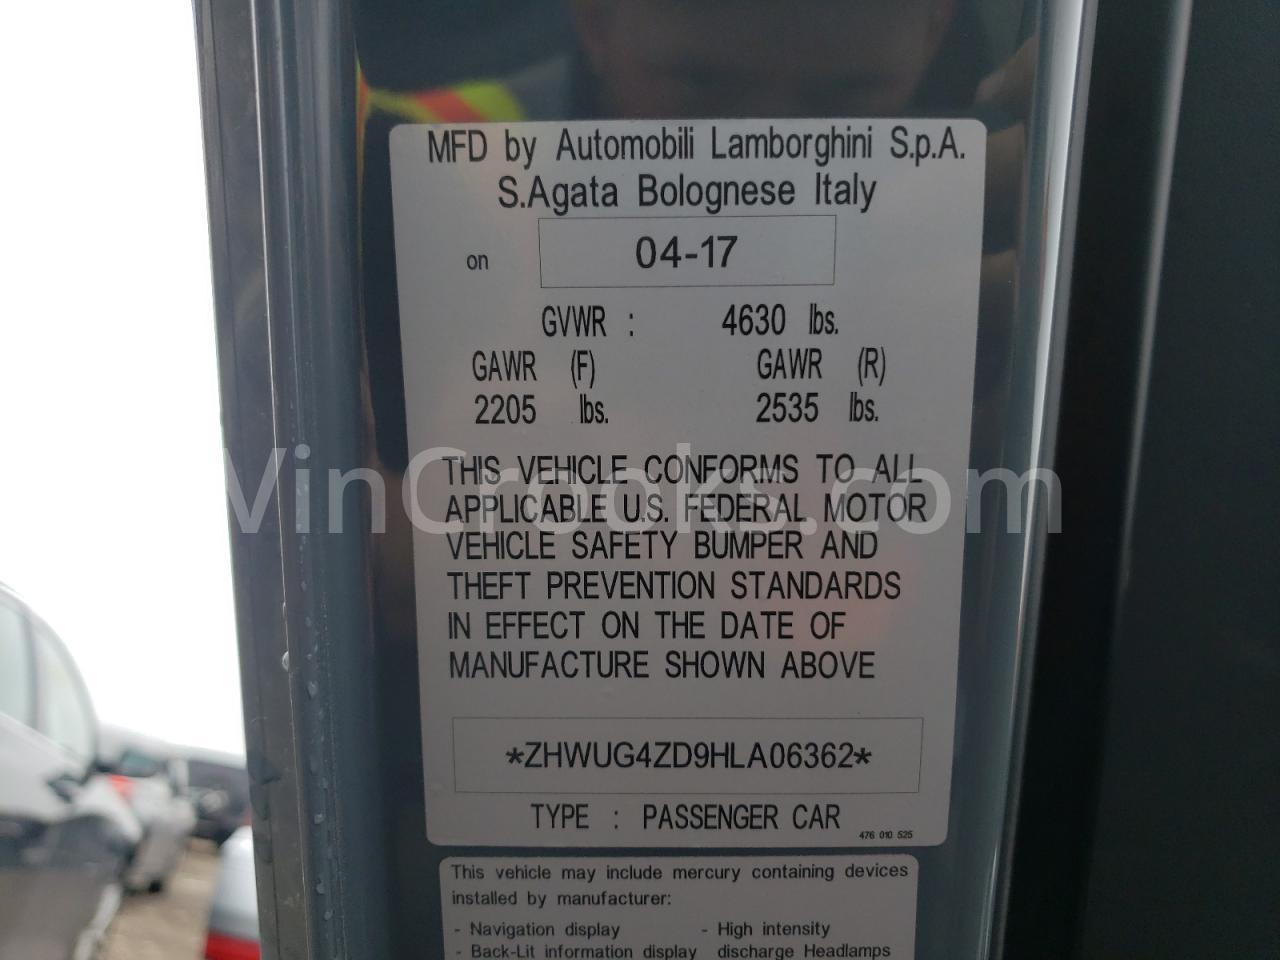 MFD by Automobili Lamborghini S.p.A.
S.Agata Bolognese Italy
on 04-17
GVWR : 4630 lbs.
GAWR (F) GAWR (R)
2205 lbs. 2535 lbs.
THIS VEHICLE CONFORMS TO ALL
APPLICABLE U.S. FEDERAL MOTOR
VEHICLE SAFETY BUMPER AND
THEFT PREVENTION STANDARDS
IN EFFECT ON THE DATE OF
MANUFACTURE SHOWN ABOVE
*ZHWUG4ZD9HLA06362*
TYPE : PASSENGER CAR
476 010 525
This vehicle may include mercury containing devices
installed by manufacturer:
- Navigation display - High intensity
- Back-Lit information display discharge Headlamps
VinCrooks.com